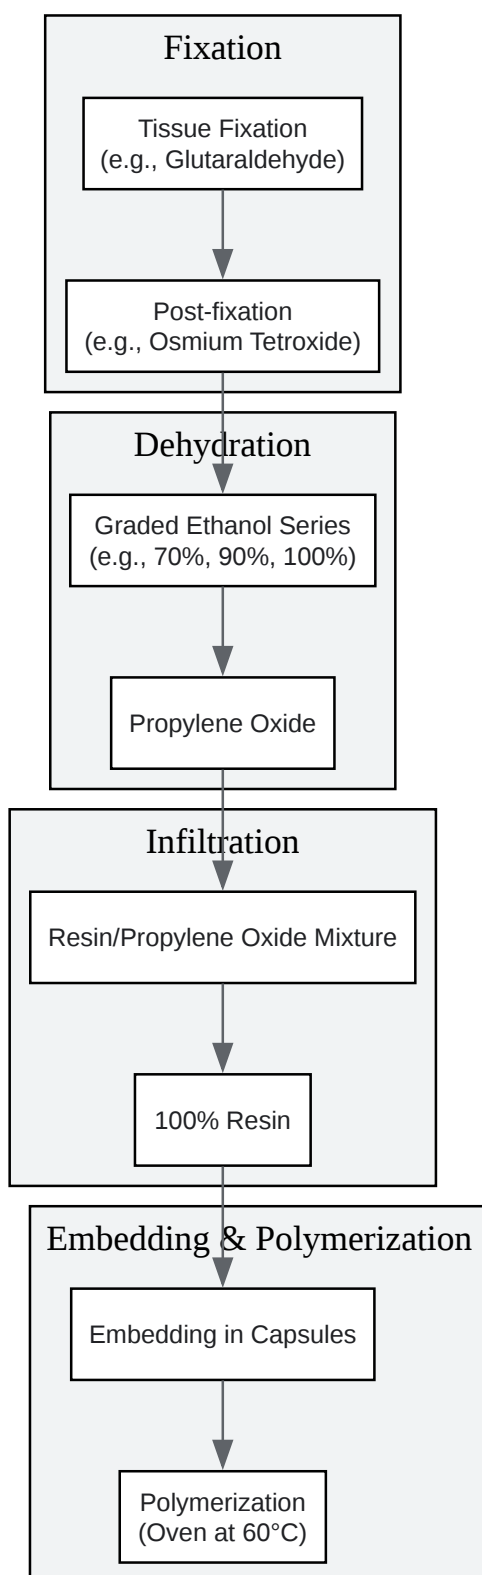 Fixation
Tissue Fixation
(e.g., Glutaraldehyde)
Post-fixation
(e.g., Osmium Tetroxide)
Dehydration
Graded Ethanol Series
(e.g., 70%, 90%, 100%)
Propylene Oxide
Infiltration
Resin/Propylene Oxide Mixture
100% Resin
Embedding & Polymerization
Embedding in Capsules
Polymerization
(Oven at 60°C)